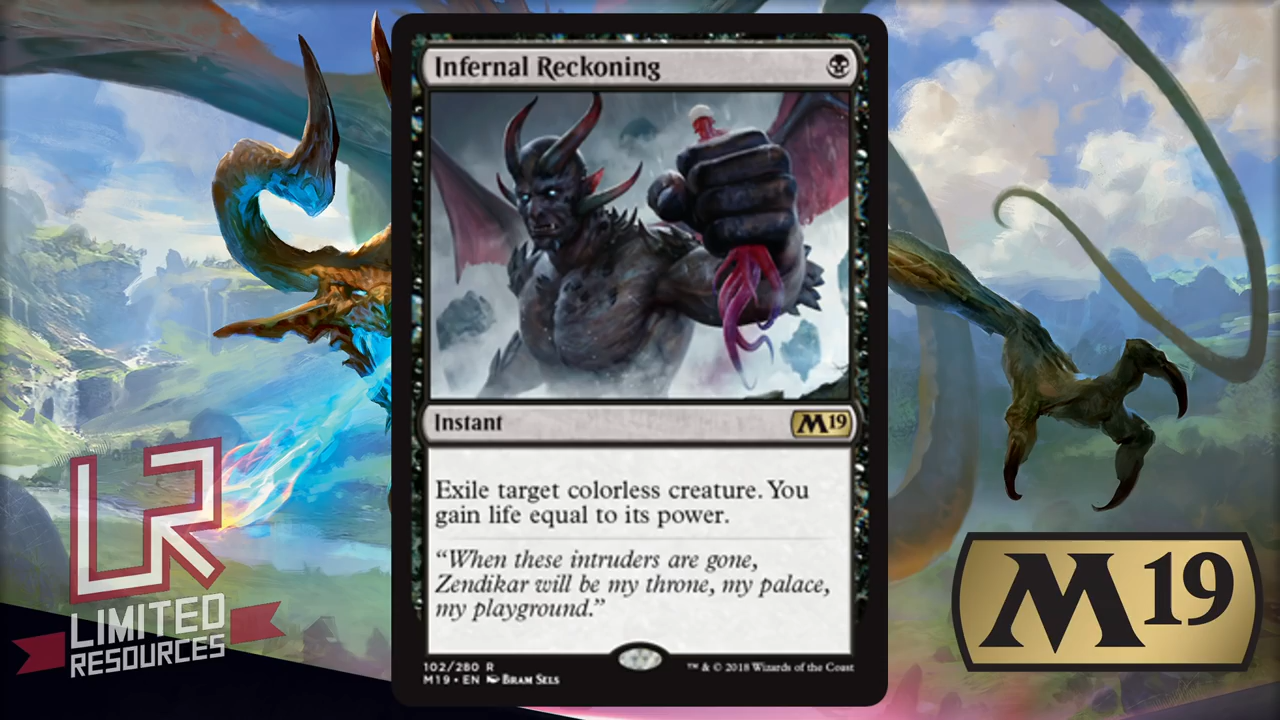 Infernal Reckoning
Instant
M19
Exile target colorless creature. You
gain life equal to its power.
“When these intruders are gone,
Zendikar will be my throne, my palace,
my playground.”
102/280 R
M19 • EN Bram Sels
™ & © 2018 Wizards of the Coast
LR
LIMITED
RESOURCES
M19